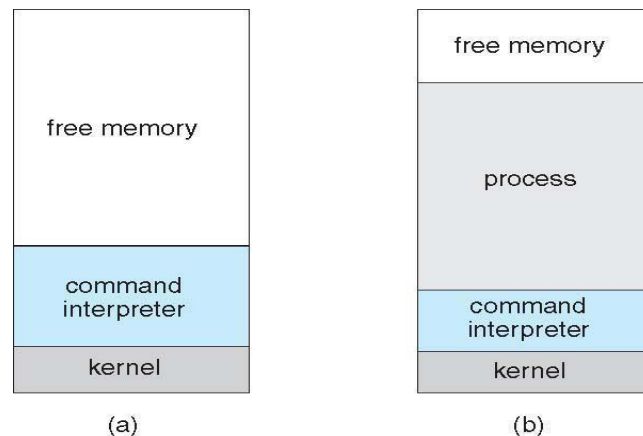 free memory
command
interpreter
kernel
(a)
free memory
process
command
interpreter
kernel
(b)